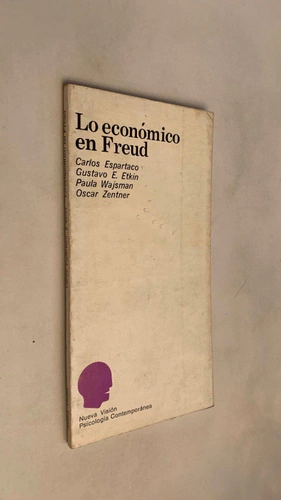 Lo económico
en Freud
Carlos Espartaco
Gustavo E. Etkin
Paula Wajsman
Oscar Zentner
Nueva Visión
Psicología Contemporánea